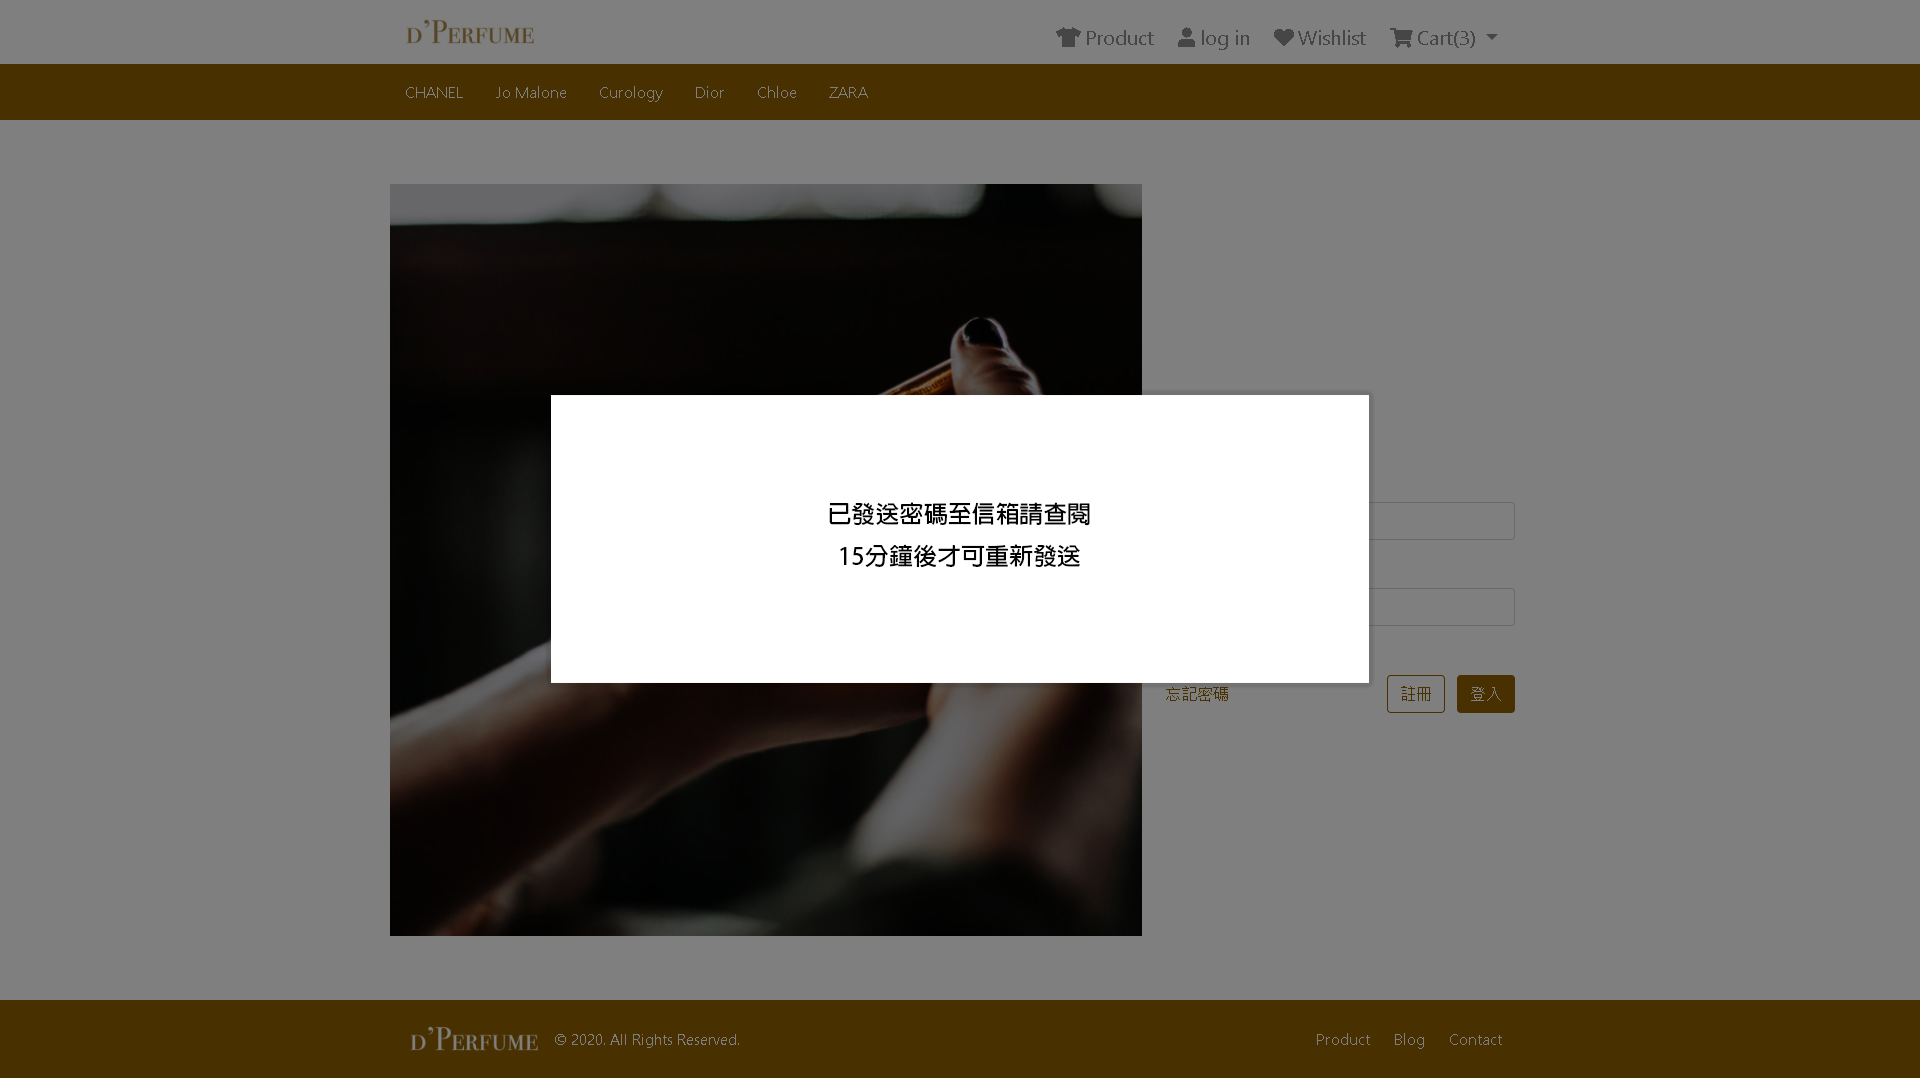 D'PERFUME
Product
log in
Wishlist
Cart(3)
CHANEL
Jo Malone
Curology
Dior
Chloe
ZARA
已發送密碼至信箱請查閱
15分鐘後才可重新發送
忘記密碼
註冊
登入
D'PERFUME
© 2020. All Rights Reserved.
Product
Blog
Contact